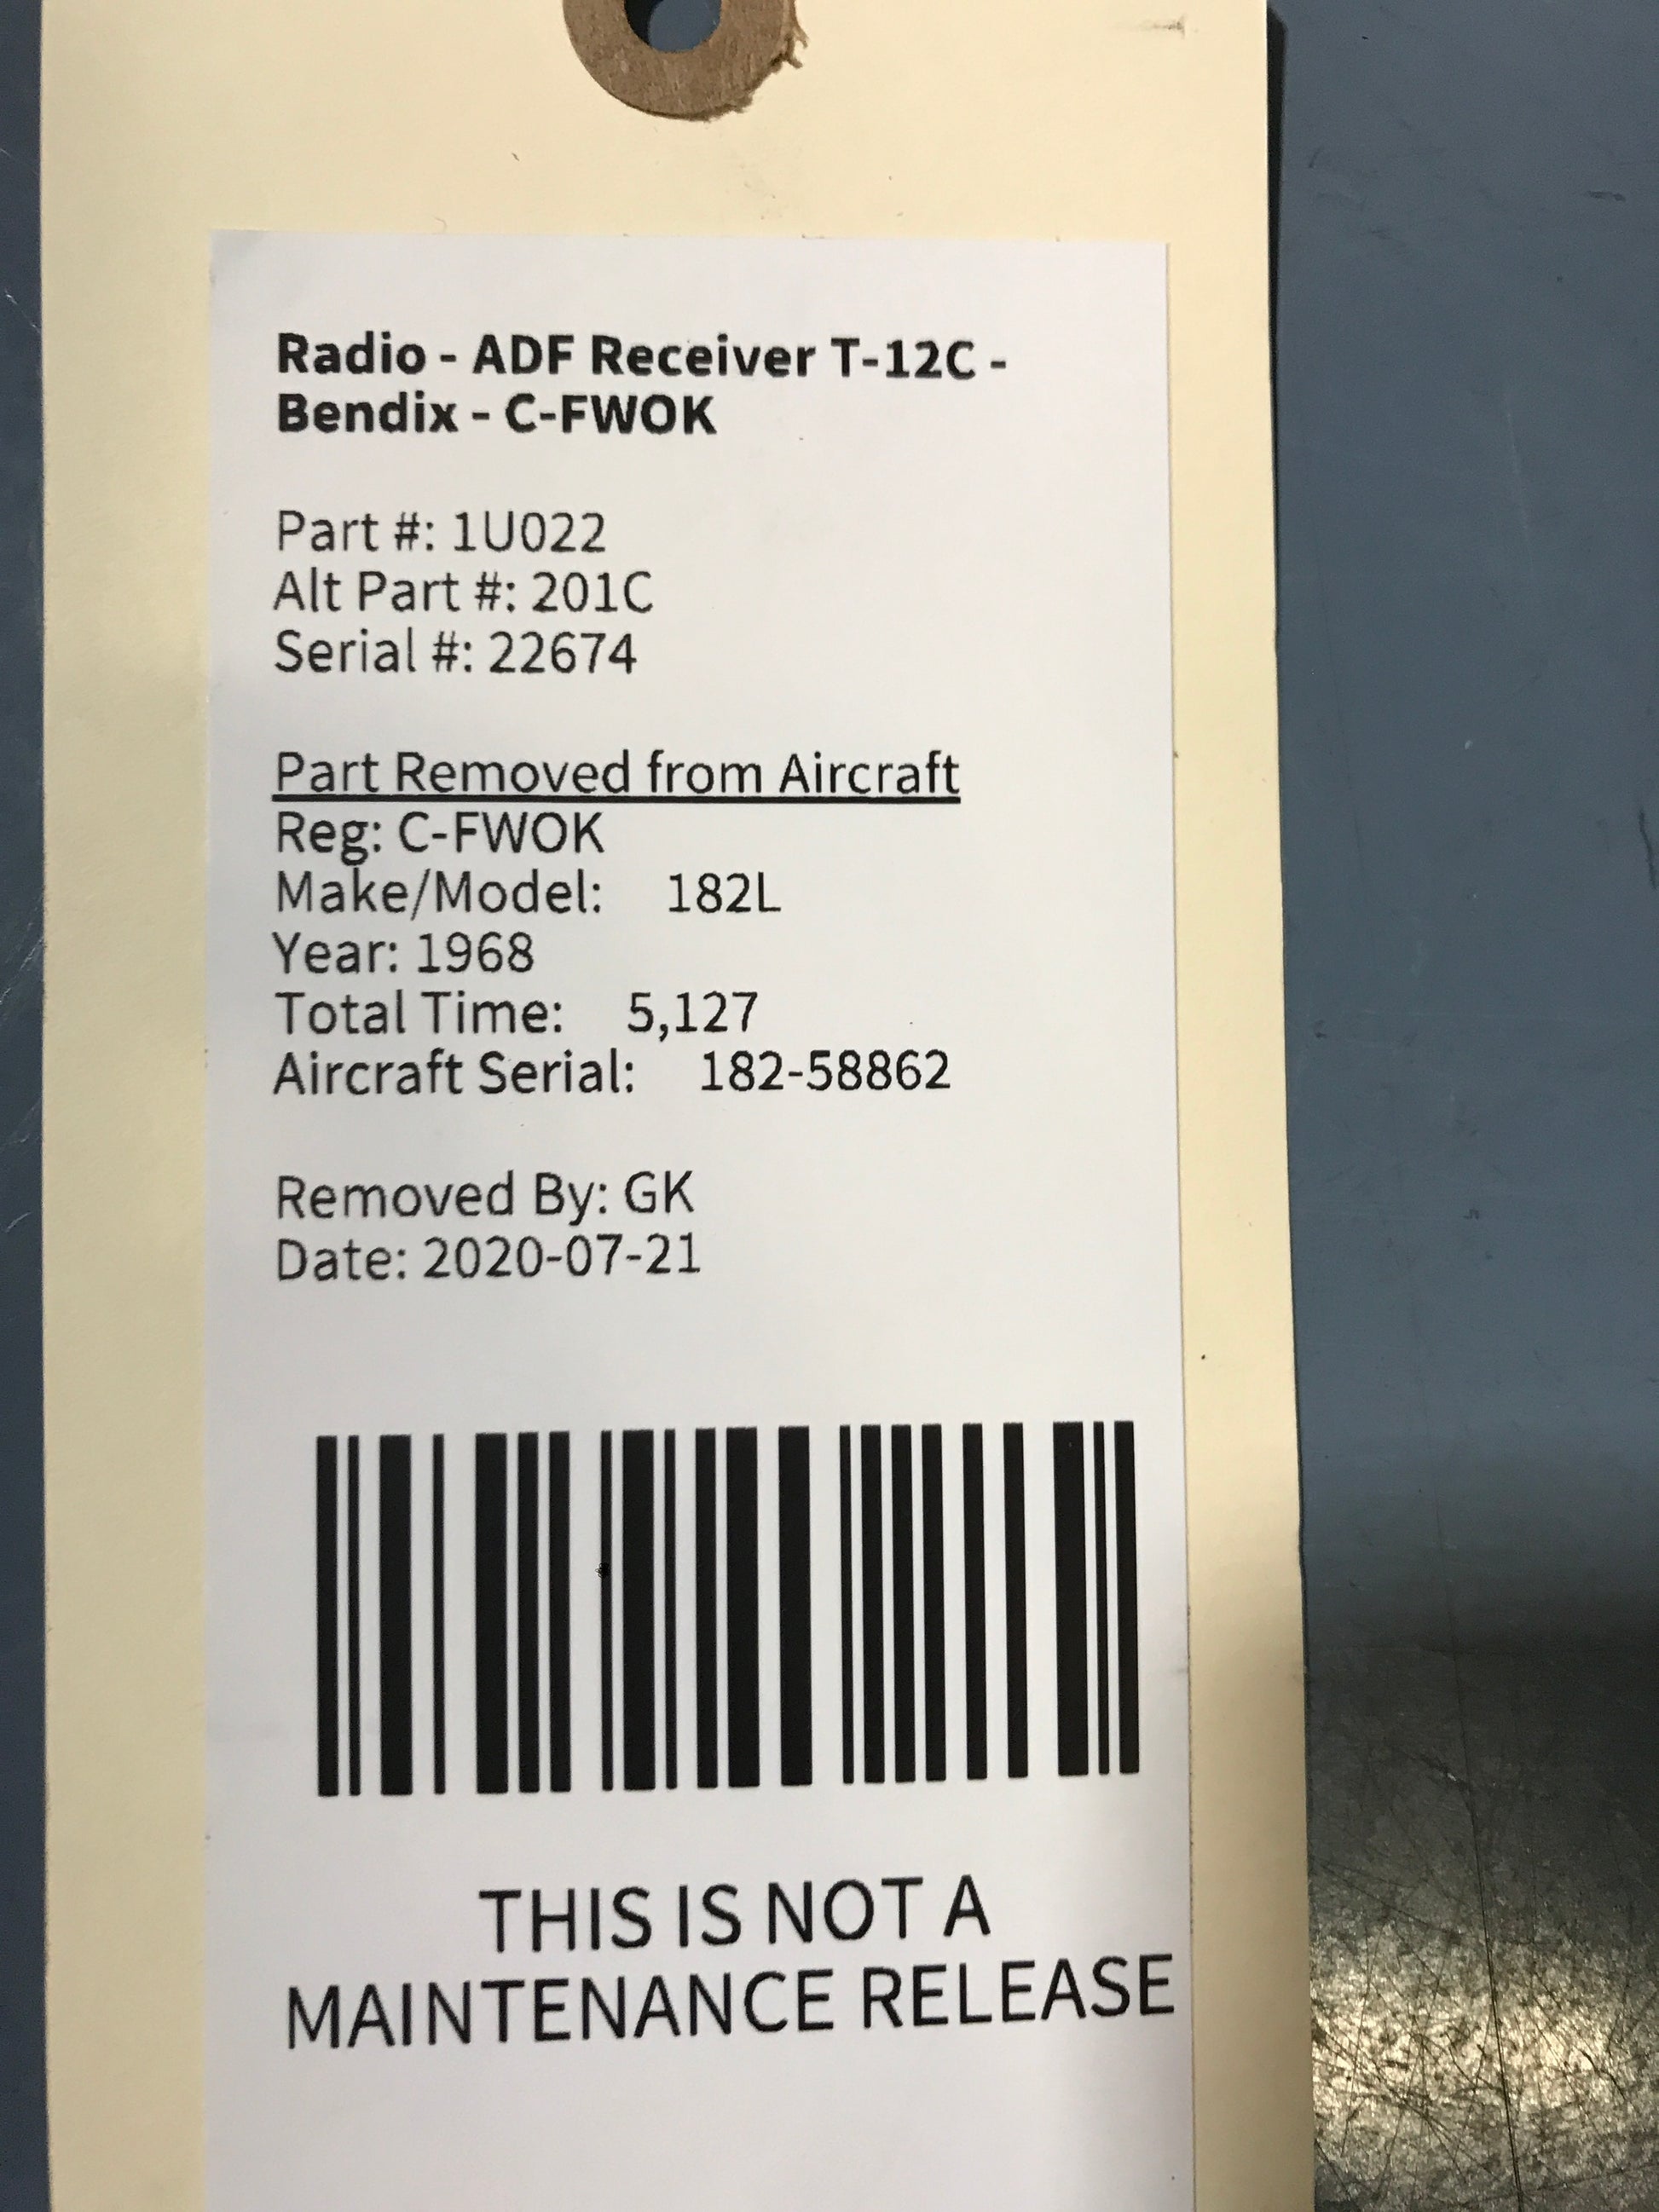 Radio - ADF Receiver T-12C -
Bendix - C-FWOK
Part #: 1U022
Alt Part #: 201C
Serial #: 22674
Part Removed from Aircraft
Reg: C-FWOK
Make/Model: 182L
Year: 1968
Total Time: 5,127
Aircraft Serial: 182-58862
Removed By: GK
Date: 2020-07-21
THIS IS NOT A
MAINTENANCE RELEASE